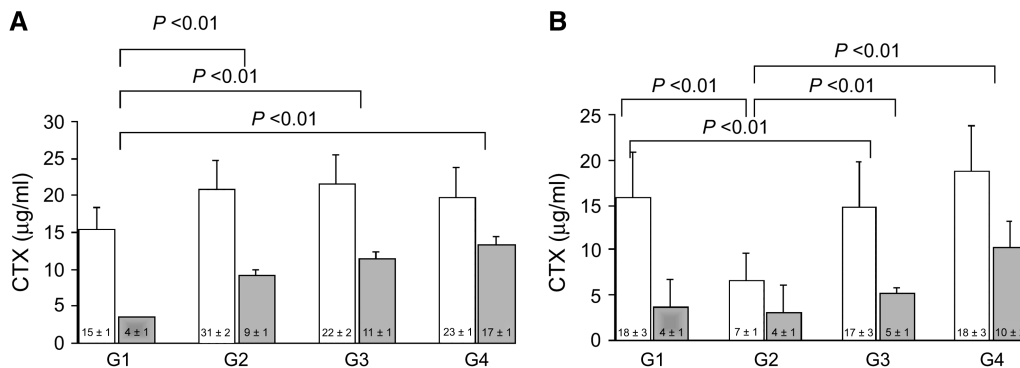 A
P <0.01
P <0.01
P <0.01
CTX (µg/ml)
30
25
20
15
10
5
0
15 ± 1
4 ± 1
31 ± 2
9 ± 1
22 ± 2
11 ± 1
23 ± 1
17 ± 1
G1
G2
G3
G4
B
P <0.01
P <0.01
P <0.01
P <0.01
CTX (µg/ml)
25
20
15
10
5
0
18 ± 3
4 ± 1
7 ± 1
4 ± 1
17 ± 3
5 ± 1
18 ± 3
10 ±
G1
G2
G3
G4